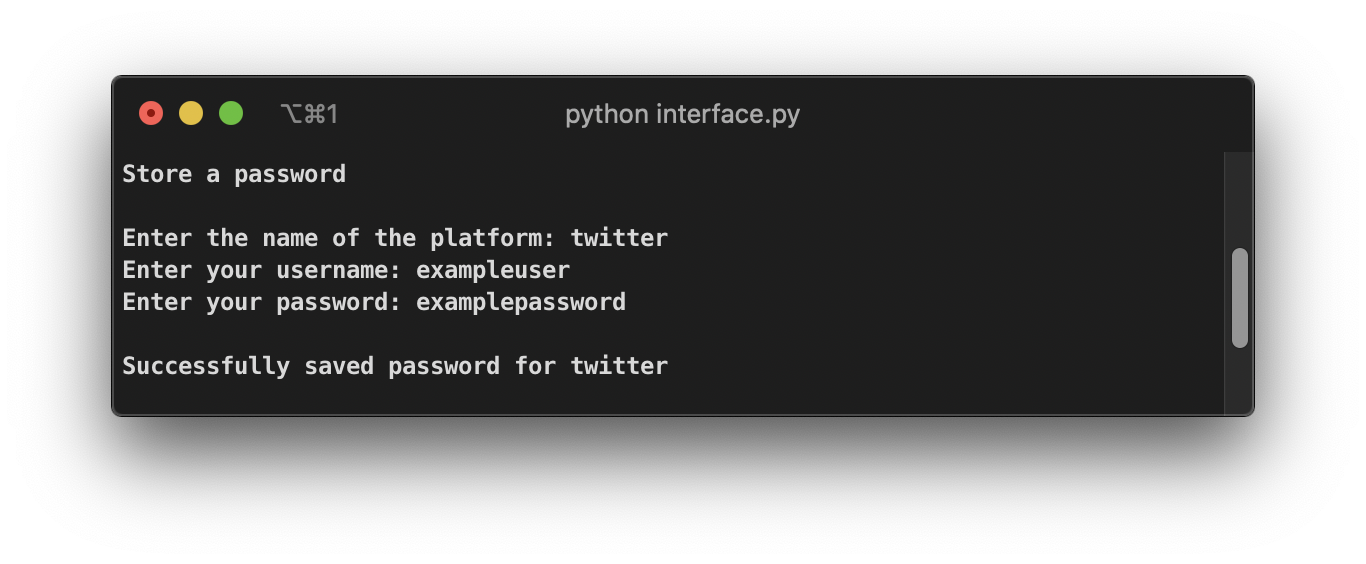 ⌥⌘1 python interface.py
Store a password
Enter the name of the platform: twitter
Enter your username: exampleuser
Enter your password: examplepassword
Successfully saved password for twitter